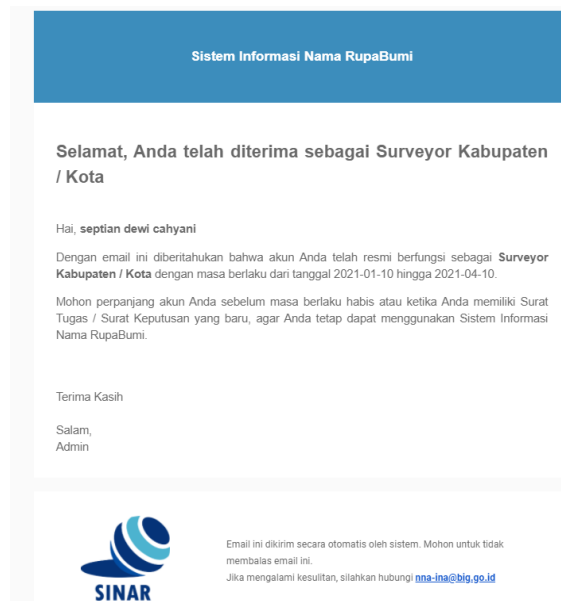 Sistem Informasi Nama RupaBumi
Selamat, Anda telah diterima sebagai Surveyor Kabupaten
/ Kota
Hai, septian dewi cahyani
Dengan email ini diberitahukan bahwa akun Anda telah resmi berfungsi sebagai Surveyor
Kabupaten / Kota dengan masa berlaku dari tanggal 2021-01-10 hingga 2021-04-10.
Mohon perpanjang akun Anda sebelum masa berlaku habis atau ketika Anda memiliki Surat
Tugas / Surat Keputusan yang baru, agar Anda tetap dapat menggunakan Sistem Informasi
Nama RupaBumi.
Terima Kasih
Salam,
Admin
SINAR
Email ini dikirim secara otomatis oleh sistem. Mohon untuk tidak
membalas email ini.
Jika mengalami kesulitan, silahkan hubungi nna-ina@big.go.id